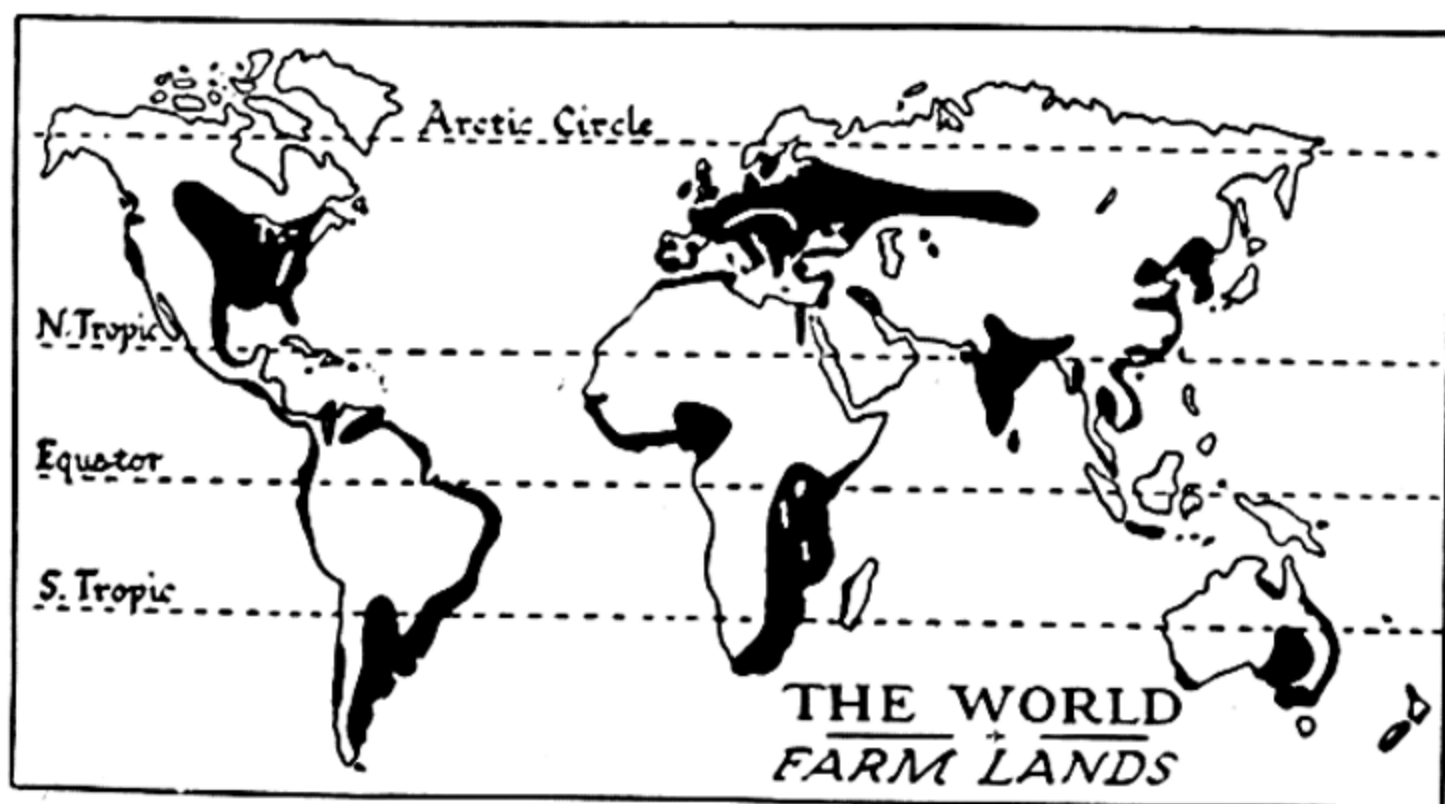 Arctic Circle
N. Tropic
Equator
S. Tropic
THE WORLD
FARM LANDS